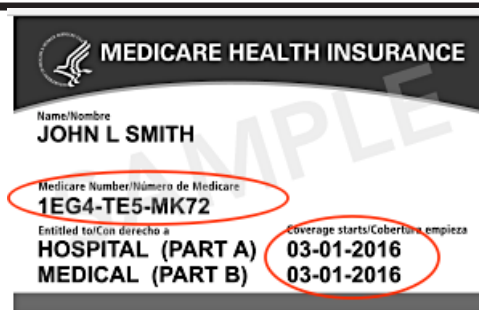 MEDICARE HEALTH INSURANCE
Name/Nombre
JOHN L SMITH
Medicare Number/Número de Medicare
1EG4-TE5-MK72
Entitled to/Con derecho a
Coverage starts/Cobertura empieza
HOSPITAL (PART A) 03-01-2016
MEDICAL (PART B) 03-01-2016
SAMPLE